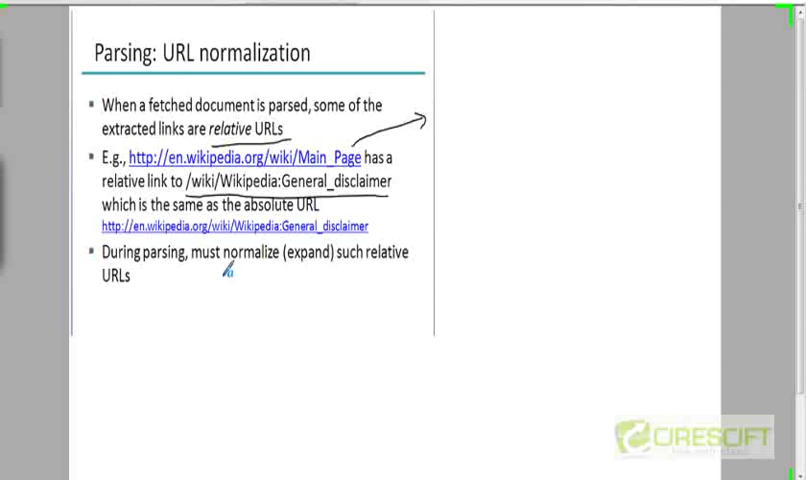 Parsing: URL normalization
▪ When a fetched document is parsed, some of the
extracted links are relative URLs
▪ E.g., http://en.wikipedia.org/wiki/Main_Page has a
relative link to /wiki/Wikipedia:General_disclaimer
which is the same as the absolute URL
http://en.wikipedia.org/wiki/Wikipedia:General_disclaimer
▪ During parsing, must normalize (expand) such relative
URLs